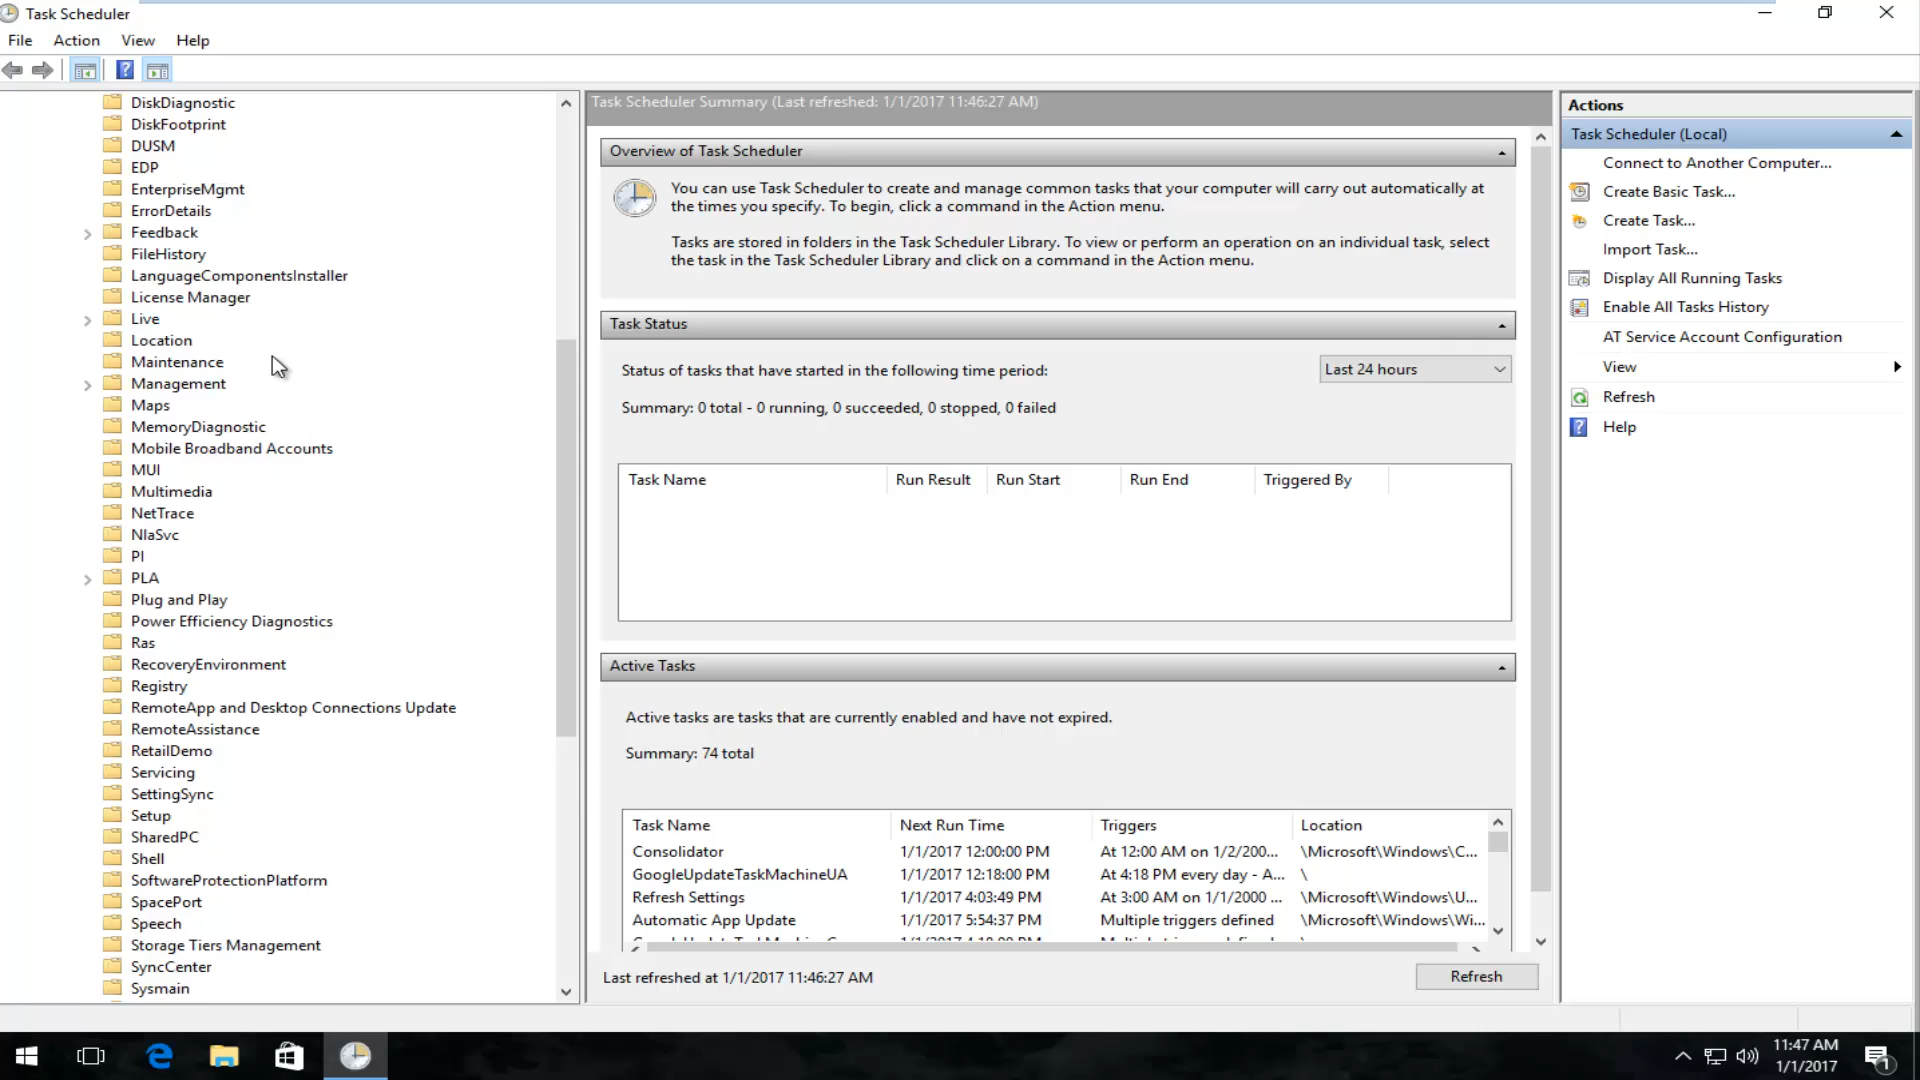 Task Scheduler
File Action View Help
DiskDiagnostic
DiskFootprint
DUSM
EDP
EnterpriseMgmt
ErrorDetails
Feedback
FileHistory
LanguageComponentsInstaller
License Manager
Live
Location
Maintenance
Management
Maps
MemoryDiagnostic
Mobile Broadband Accounts
MUI
Multimedia
NetTrace
NlaSvc
PI
PLA
Plug and Play
Power Efficiency Diagnostics
Ras
RecoveryEnvironment
Registry
RemoteApp and Desktop Connections Update
RemoteAssistance
RetailDemo
Servicing
SettingSync
Setup
SharedPC
Shell
SoftwareProtectionPlatform
SpacePort
Speech
Storage Tiers Management
SyncCenter
Sysmain
Task Scheduler Summary (Last refreshed: 1/1/2017 11:46:27 AM)
Overview of Task Scheduler
You can use Task Scheduler to create and manage common tasks that your computer will carry out automatically at
the times you specify. To begin, click a command in the Action menu.
Tasks are stored in folders in the Task Scheduler Library. To view or perform an operation on an individual task, select
the task in the Task Scheduler Library and click on a command in the Action menu.
Task Status
Status of tasks that have started in the following time period:
Last 24 hours
Summary: 0 total - 0 running, 0 succeeded, 0 stopped, 0 failed
Task Name Run Result Run Start Run End Triggered By
Active Tasks
Active tasks are tasks that are currently enabled and have not expired.
Summary: 74 total
Task Name Next Run Time Triggers Location
Consolidator 1/1/2017 12:00:00 PM At 12:00 AM on 1/2/200... \Microsoft\Windows\C...
GoogleUpdateTaskMachineUA 1/1/2017 12:18:00 PM At 4:18 PM every day - A... \
Refresh Settings 1/1/2017 4:03:49 PM At 3:00 AM on 1/1/2000 ... \Microsoft\Windows\U...
Automatic App Update 1/1/2017 5:54:37 PM Multiple triggers defined \Microsoft\Windows\Wi...
Last refreshed at 1/1/2017 11:46:27 AM
Refresh
Actions
Task Scheduler (Local)
Connect to Another Computer...
Create Basic Task...
Create Task...
Import Task...
Display All Running Tasks
Enable All Tasks History
AT Service Account Configuration
View
Refresh
Help
11:47 AM
1/1/2017
1